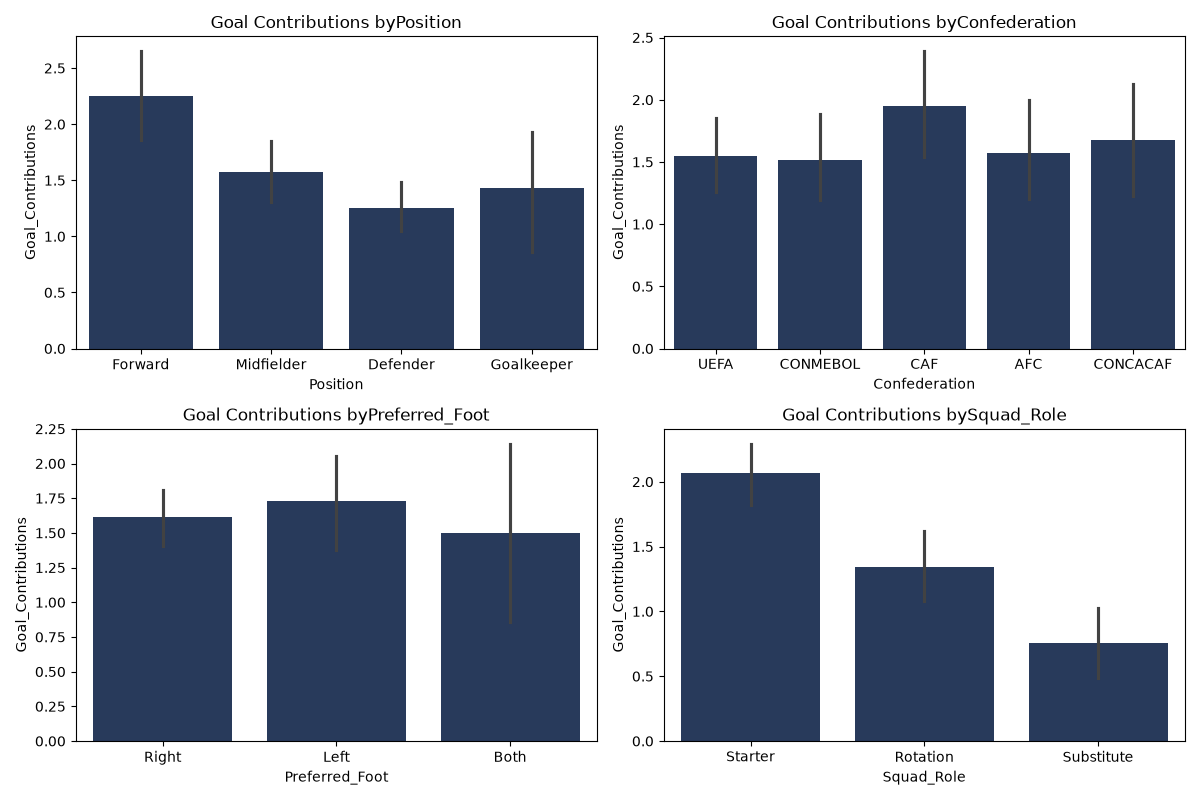 Goal Contributions byPosition
Goal_Contributions
2.5
2.0
1.5
1.0
0.5
0.0
Forward Midfielder Defender Goalkeeper
Position
Goal Contributions byConfederation
Goal_Contributions
2.5
2.0
1.5
1.0
0.5
0.0
UEFA CONMEBOL CAF AFC CONCACAF
Confederation
Goal Contributions byPreferred_Foot
Goal_Contributions
2.25
2.00
1.75
1.50
1.25
1.00
0.75
0.50
0.25
0.00
Right Left Both
Preferred_Foot
Goal Contributions bySquad_Role
Goal_Contributions
2.0
1.5
1.0
0.5
0.0
Starter Rotation Substitute
Squad_Role